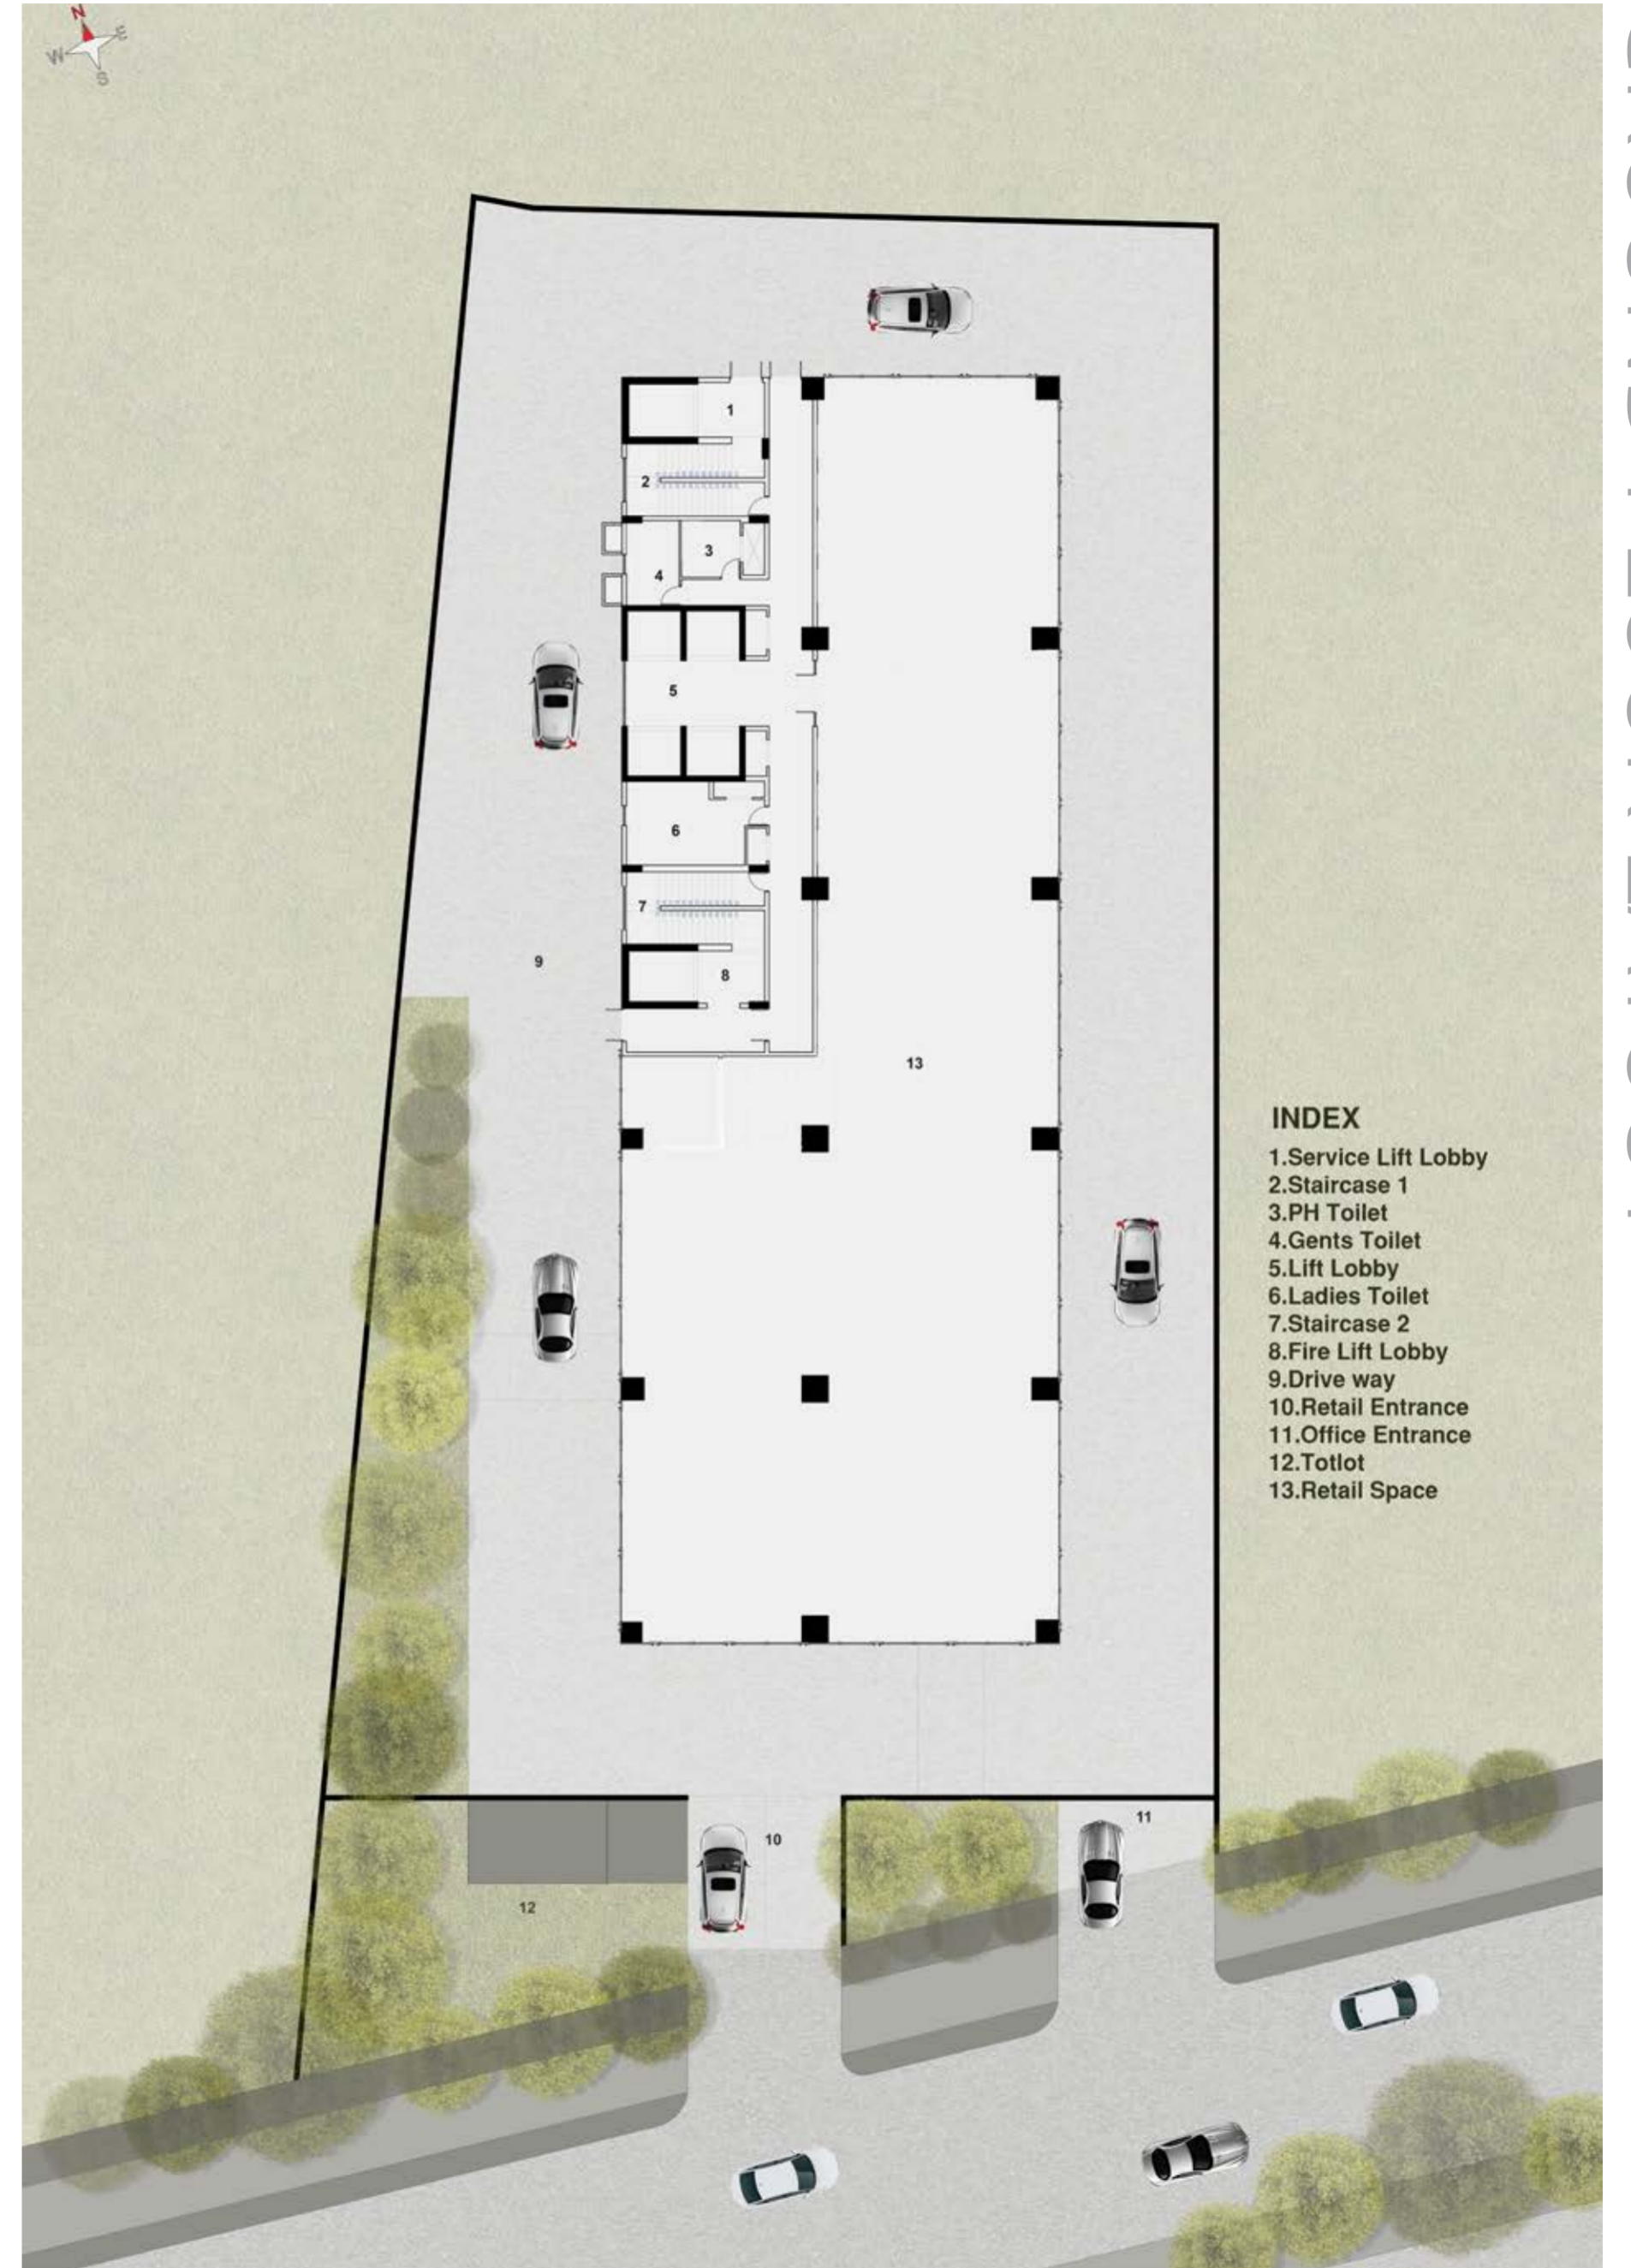 N
E
W
S
1
2
3
4
5
6
7
8
9
13
INDEX
1.Service Lift Lobby
2.Staircase 1
3.PH Toilet
4.Gents Toilet
5.Lift Lobby
6.Ladies Toilet
7.Staircase 2
8.Fire Lift Lobby
9.Drive way
10.Retail Entrance
11.Office Entrance
12.Totlot
13.Retail Space
10
11
12